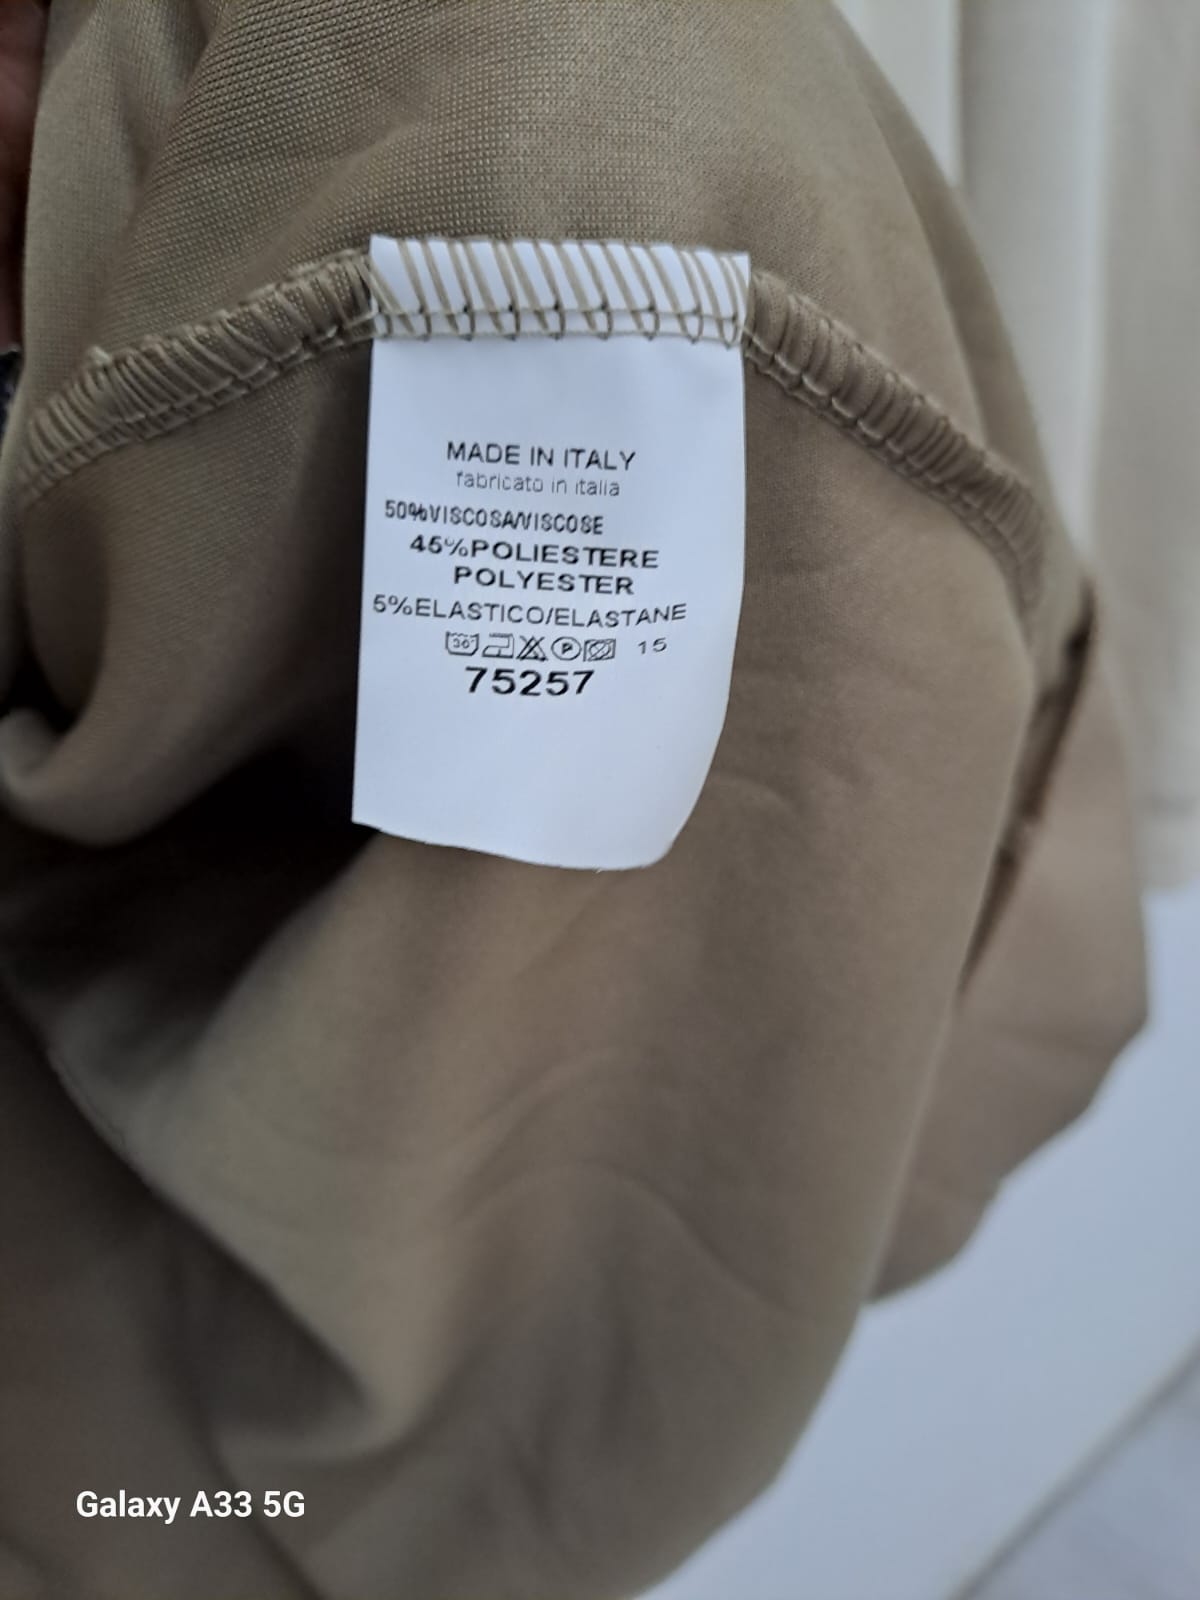 MADE IN ITALY
fabricato in italia
50%VISCOSA/VISCOSE
45%POLIESTERE
POLYESTER
5%ELASTICO/ELASTANE
30° P 15
75257
Galaxy A33 5G